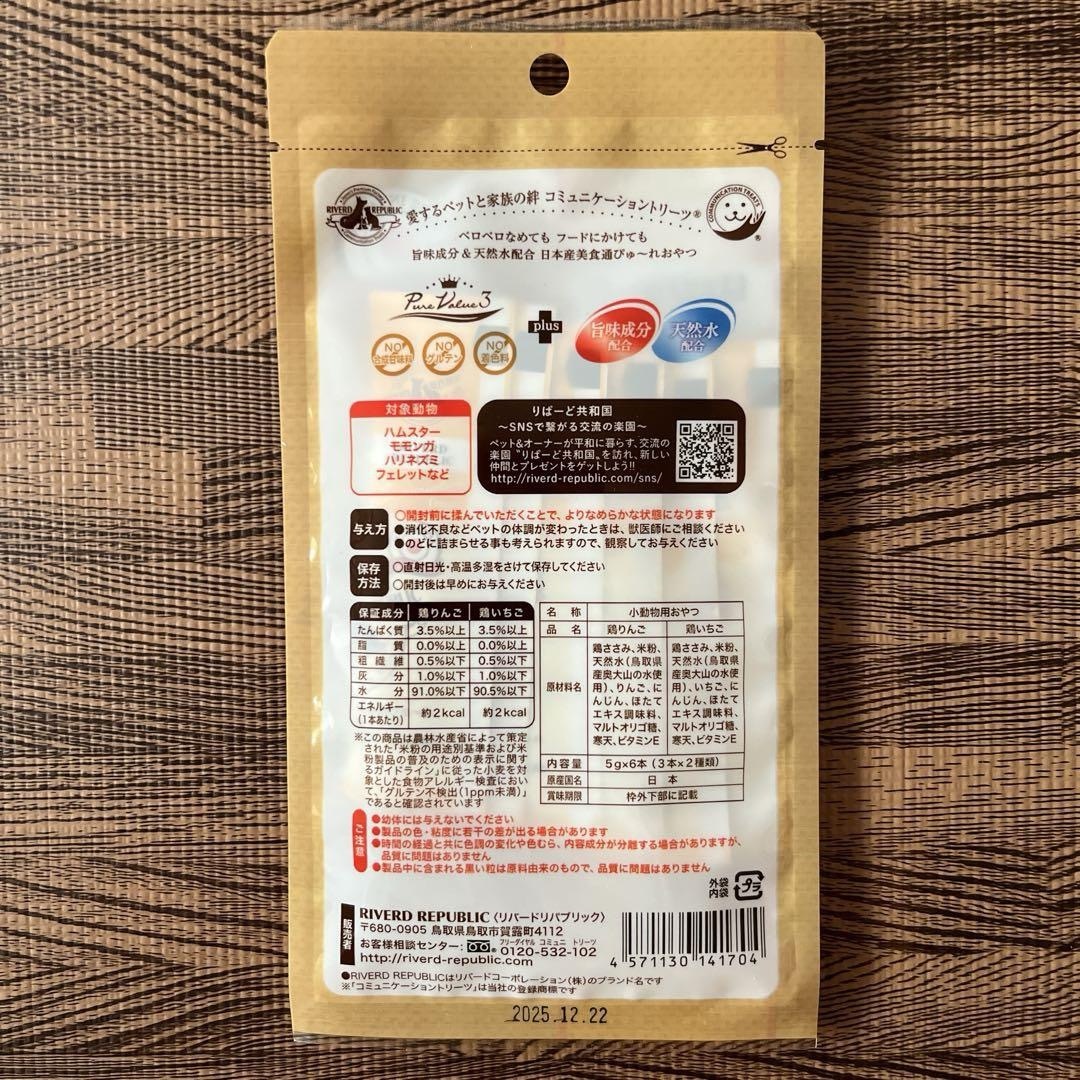 RIVERD REPUBLIC
愛するペットと家族の絆 コミュニケーショントリーツ®
COMMUNICATION TREATS
®
ペロペロなめても フードにかけても
旨味成分&天然水配合 日本産美食通ぴゅ〜れおやつ
Pure Value3
plus
旨味成分
配合
天然水
配合
NO
合成甘味料
NO
グルテン
NO
着色料
対象動物
ハムスター
モモンガ
ハリネズミ
フェレットなど
りばーど共和国
〜SNSで繋がる交流の楽園〜
ペット&オーナーが平和に暮らす、交流の
楽園〝りばーど共和国〟を訪れ、新しい
仲間とプレゼントをゲットしよう!!
http://riverd-republic.com/sns/
与え方
○開封前に揉んでいただくことで、よりなめらかな状態になります
●消化不良などペットの体調が変わったときは、獣医師にご相談ください
●のどに詰まらせる事も考えられますので、観察してお与えください
保存
方法
○直射日光・高温多湿をさけて保存してください
○開封後は早めにお与えください
保証成分 鶏りんご 鶏いちご
たんぱく質 3.5%以上 3.5%以上
脂質 0.0%以上 0.0%以上
粗繊維 0.5%以下 0.5%以下
灰分 1.0%以下 1.0%以下
水分 91.0%以下 90.5%以下
エネルギー
(1本あたり) 約2kcal 約2kcal
※この商品は農林水産省によって策定
された「米粉の用途別基準および米
粉製品の普及のための表示に関す
るガイドライン」に従った小麦を対
象とした食物アレルギー検査におい
て、「グルテン不検出(1ppm未満)」
であると確認されています
名称 小動物用おやつ
品名 鶏りんご 鶏いちご
原材料名
鶏ささみ、米粉、
天然水(鳥取県
産奥大山の水使
用)、りんご、に
んじん、ほたて
エキス調味料、
マルトオリゴ糖、
寒天、ビタミンE
鶏ささみ、米粉、
天然水(鳥取県
産奥大山の水使
用)、いちご、に
んじん、ほたて
エキス調味料、
マルトオリゴ糖、
寒天、ビタミンE
内容量 5g×6本(3本×2種類)
原産国名 日本
賞味期限 枠外下部に記載
ご注意
●幼体には与えないでください
●製品の色・粘度に若干の差が出る場合があります
●時間の経過と共に色調の変化や色むら、内容成分が分離する場合がありますが、
品質に問題はありません
●製品中に含まれる黒い粒は原料由来のもので、品質に問題はありません
外袋
内袋
プラ
販売者
RIVERD REPUBLIC〈リバードリパブリック〉
〒680-0905 鳥取県鳥取市賀露町4112
お客様相談センター: フリーダイヤル コミュニ トリーツ
0120-532-102
http://riverd-republic.com
4 571130 141704
●RIVERD REPUBLICはリバードコーポレーション(株)のブランド名です
※「コミュニケーショントリーツ」は当社の登録商標です
2025.12.22